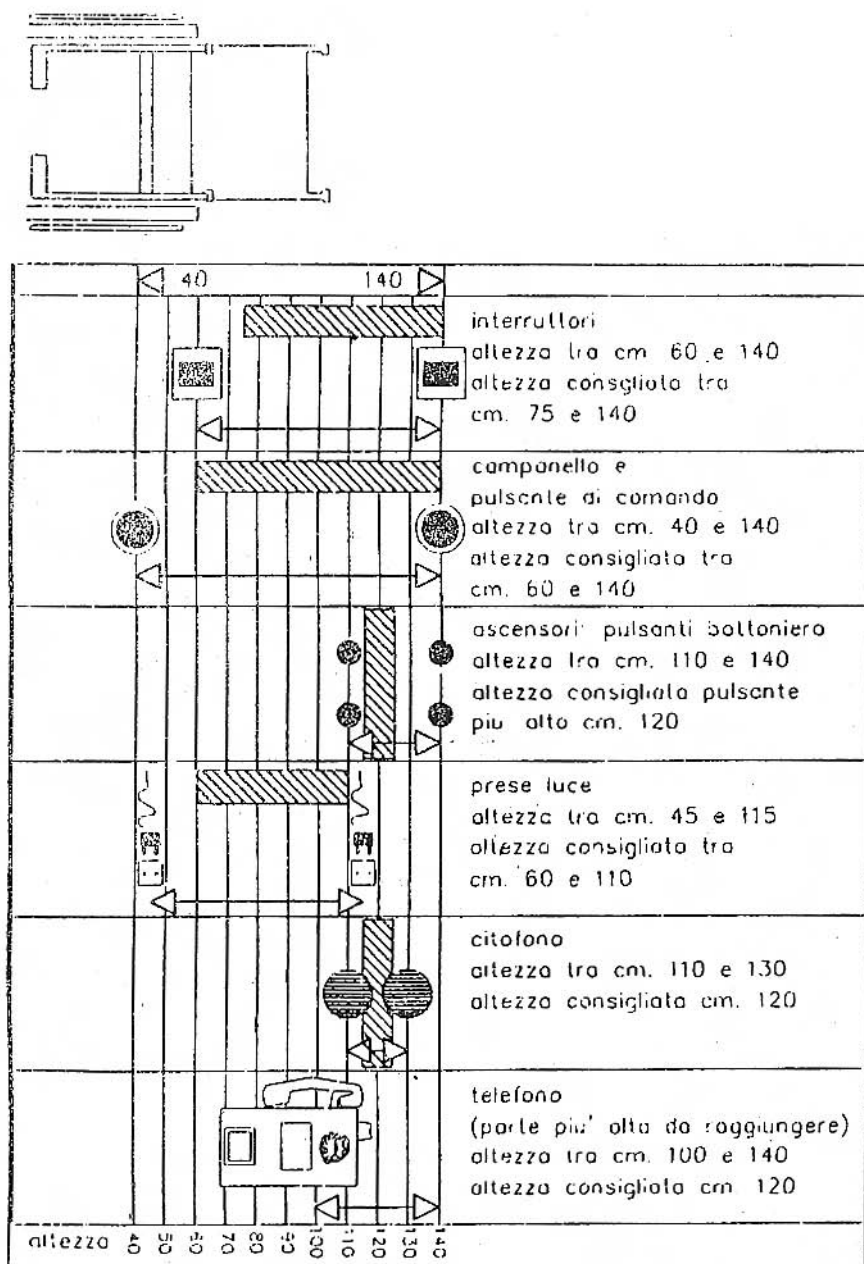 40 140
interruttori
altezza tra cm. 60 e 140
altezza consigliata tra
cm. 75 e 140
campanello e
pulsante di comando
altezza tra cm. 40 e 140
altezza consigliata tra
cm. 60 e 140
ascensori: pulsanti bottoniera
altezza tra cm. 110 e 140
altezza consigliata pulsante
piu' alto cm. 120
prese luce
altezza tra cm. 45 e 115
altezza consigliata tra
cm. 60 e 110
citofono
altezza tra cm. 110 e 130
altezza consigliata cm. 120
telefono
(parte piu' alta da raggiungere)
altezza tra cm. 100 e 140
altezza consigliata cm. 120
altezza 40 50 60 70 80 90 100 110 120 130 140